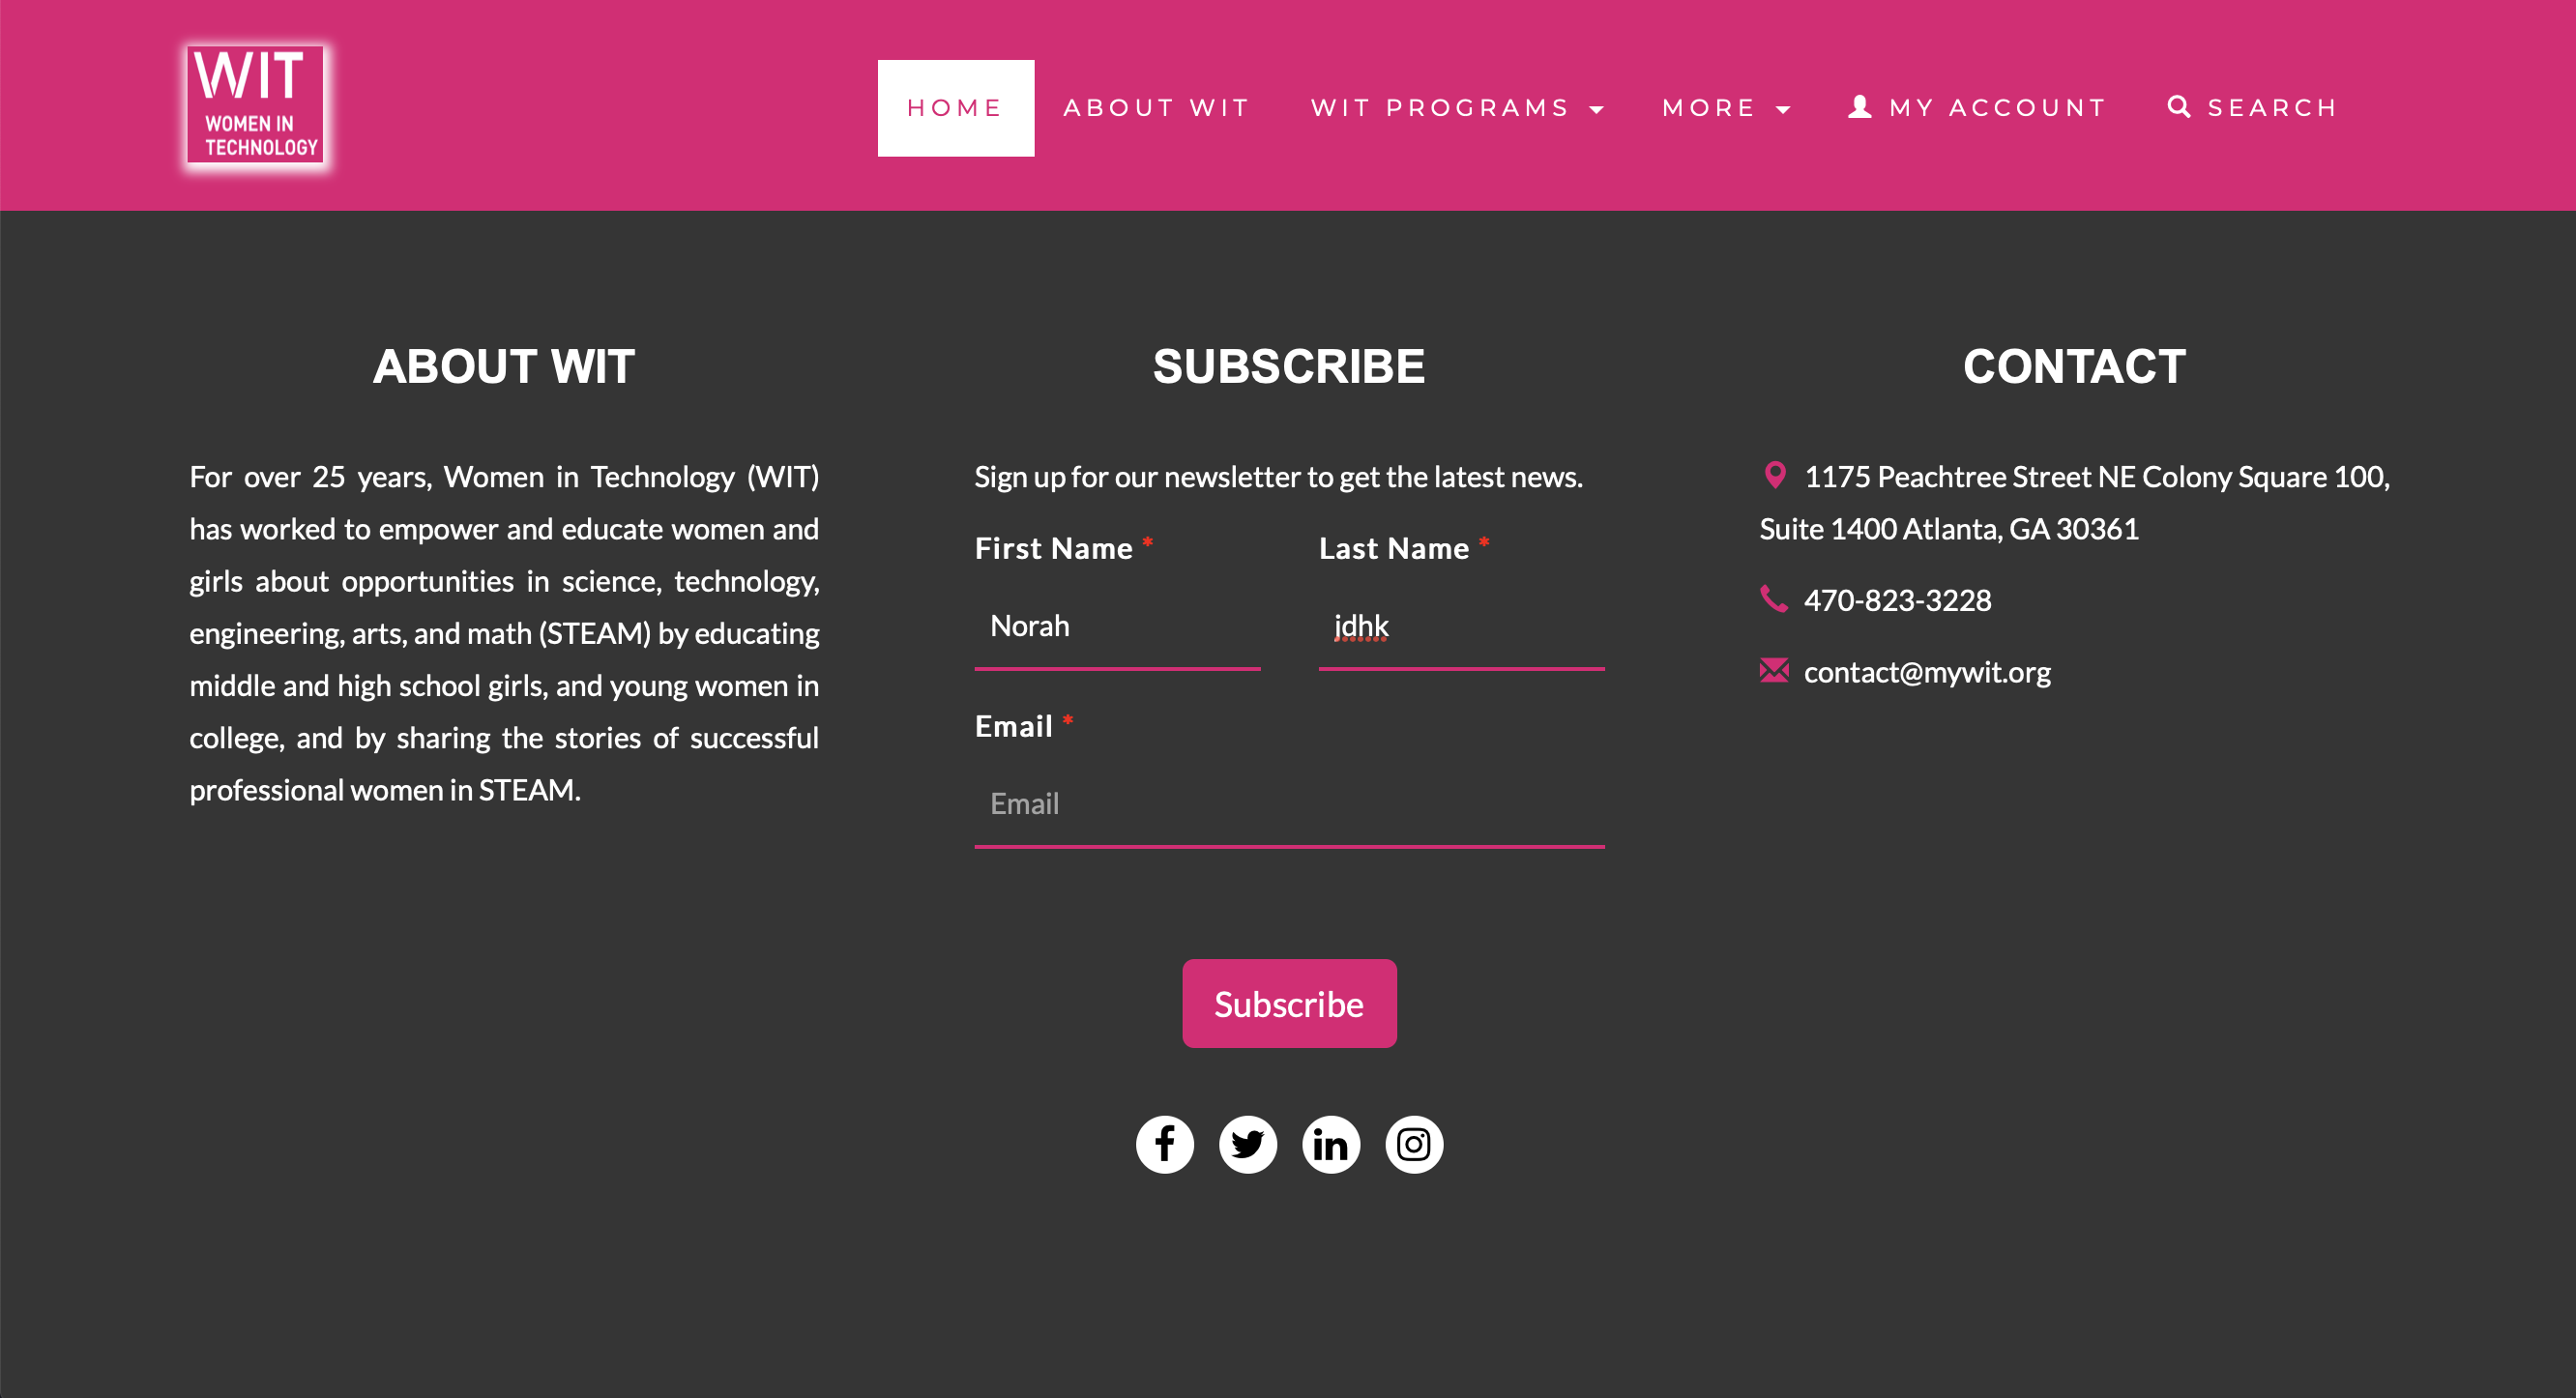 WIT
WOMEN IN
TECHNOLOGY
HOME
ABOUT WIT
WIT PROGRAMS
MORE
MY ACCOUNT
SEARCH
ABOUT WIT
For over 25 years, Women in Technology (WIT)
has worked to empower and educate women and
girls about opportunities in science, technology,
engineering, arts, and math (STEAM) by educating
middle and high school girls, and young women in
college, and by sharing the stories of successful
professional women in STEAM.
SUBSCRIBE
Sign up for our newsletter to get the latest news.
First Name *
Last Name *
Norah
jdhk
Email *
Email
Subscribe
CONTACT
1175 Peachtree Street NE Colony Square 100,
Suite 1400 Atlanta, GA 30361
470-823-3228
contact@mywit.org